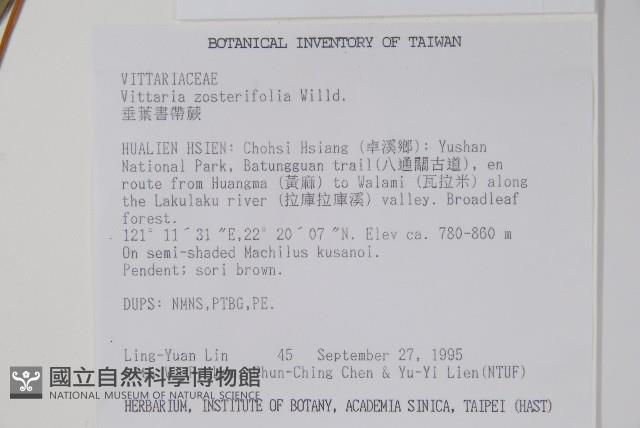 BOTANICAL INVENTORY OF TAIWAN
VITTARIACEAE
Vittaria zosterifolia Willd.
垂葉書帶蕨
HUALIEN HSIEN: Chohsi Hsiang (卓溪鄉): Yushan
National Park, Batungguan trail(八通關古道), en
route from Huangma (黃麻) to Walami (瓦拉米) along
the Lakulaku river (拉庫拉庫溪) valley. Broadleaf
forest.
121° 11´31 ″E,22° 20´07 ″N. Elev ca. 780-860 m
On semi-shaded Machilus kusanoi.
Pendent; sori brown.
DUPS: NMNS,PTBG,PE.
Ling-Yuan Lin 45 September 27, 1995
Chun-Ching Chen & Yu-Yi Lien(NTUF)
國立自然科學博物館
NATIONAL MUSEUM OF NATURAL SCIENCE
HERBARIUM, INSTITUTE OF BOTANY, ACADEMIA SINICA, TAIPEI (HAST)